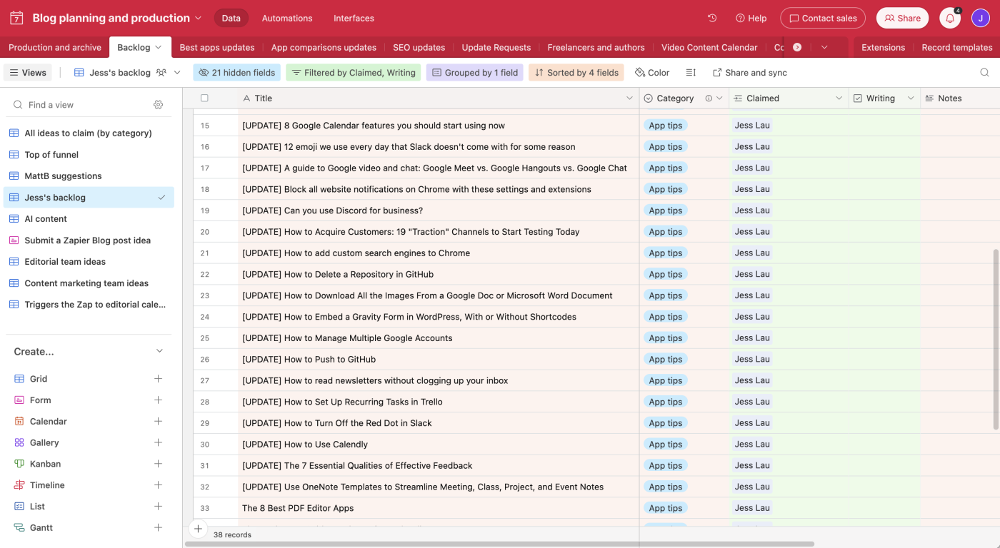 7 Blog planning and production Data Automations Interfaces Help Contact sales Share 4 J
Production and archive Backlog Best apps updates App comparisons updates SEO updates Update Requests Freelancers and authors Video Content Calendar Extensions Record templates
Views Jess's backlog 21 hidden fields Filtered by Claimed, Writing Grouped by 1 field Sorted by 4 fields Color Share and sync
Find a view
All ideas to claim (by category)
Top of funnel
MattB suggestions
Jess's backlog
AI content
Submit a Zapier Blog post idea
Editorial team ideas
Content marketing team ideas
Triggers the Zap to editorial cale...
Create...
Grid
Form
Calendar
Gallery
Kanban
Timeline
List
Gantt
Title Category Claimed Writing Notes
15 [UPDATE] 8 Google Calendar features you should start using now App tips Jess Lau
16 [UPDATE] 12 emoji we use every day that Slack doesn't come with for some reason App tips Jess Lau
17 [UPDATE] A guide to Google video and chat: Google Meet vs. Google Hangouts vs. Google Chat App tips Jess Lau
18 [UPDATE] Block all website notifications on Chrome with these settings and extensions App tips Jess Lau
19 [UPDATE] Can you use Discord for business? App tips Jess Lau
20 [UPDATE] How to Acquire Customers: 19 "Traction" Channels to Start Testing Today App tips Jess Lau
21 [UPDATE] How to add custom search engines to Chrome App tips Jess Lau
22 [UPDATE] How to Delete a Repository in GitHub App tips Jess Lau
23 [UPDATE] How to Download All the Images From a Google Doc or Microsoft Word Document App tips Jess Lau
24 [UPDATE] How to Embed a Gravity Form in WordPress, With or Without Shortcodes App tips Jess Lau
25 [UPDATE] How to Manage Multiple Google Accounts App tips Jess Lau
26 [UPDATE] How to Push to GitHub App tips Jess Lau
27 [UPDATE] How to read newsletters without clogging up your inbox App tips Jess Lau
28 [UPDATE] How to Set Up Recurring Tasks in Trello App tips Jess Lau
29 [UPDATE] How to Turn Off the Red Dot in Slack App tips Jess Lau
30 [UPDATE] How to Use Calendly App tips Jess Lau
31 [UPDATE] The 7 Essential Qualities of Effective Feedback App tips Jess Lau
32 [UPDATE] Use OneNote Templates to Streamline Meeting, Class, Project, and Event Notes App tips Jess Lau
33 The 8 Best PDF Editor Apps App tips Jess Lau
38 records